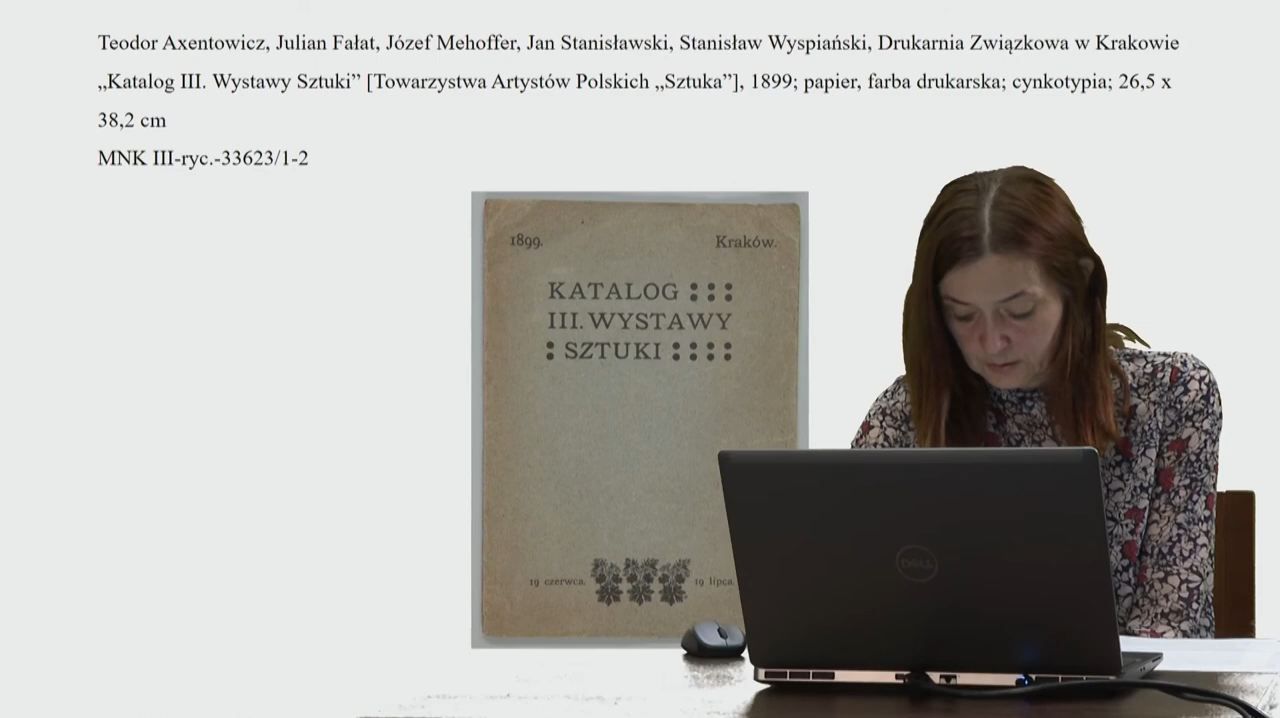 Teodor Axentowicz, Julian Fałat, Józef Mehoffer, Jan Stanisławski, Stanisław Wyspiański, Drukarnia Związkowa w Krakowie
„Katalog III. Wystawy Sztuki” [Towarzystwa Artystów Polskich „Sztuka”], 1899; papier, farba drukarska; cynkotypia; 26,5 x
38,2 cm
MNK III-ryc.-33623/1-2
1899. Kraków.
KATALOG
III. WYSTAWY
SZTUKI
19 czerwca. 19 lipca.
DELL